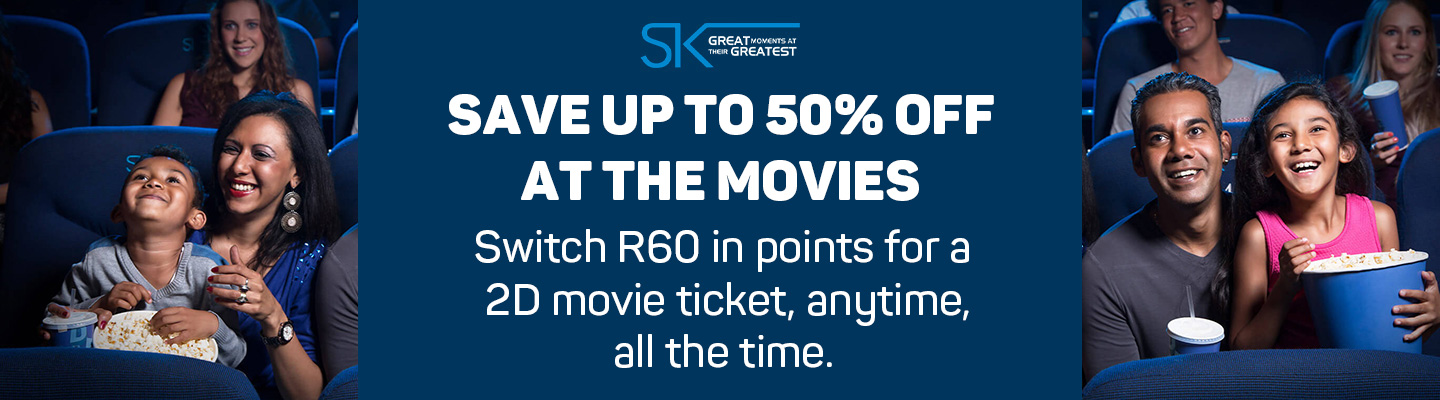 SK GREAT MOMENTS AT
THEIR GREATEST
SAVE UP TO 50% OFF
AT THE MOVIES
Switch R60 in points for a
2D movie ticket, anytime,
all the time.